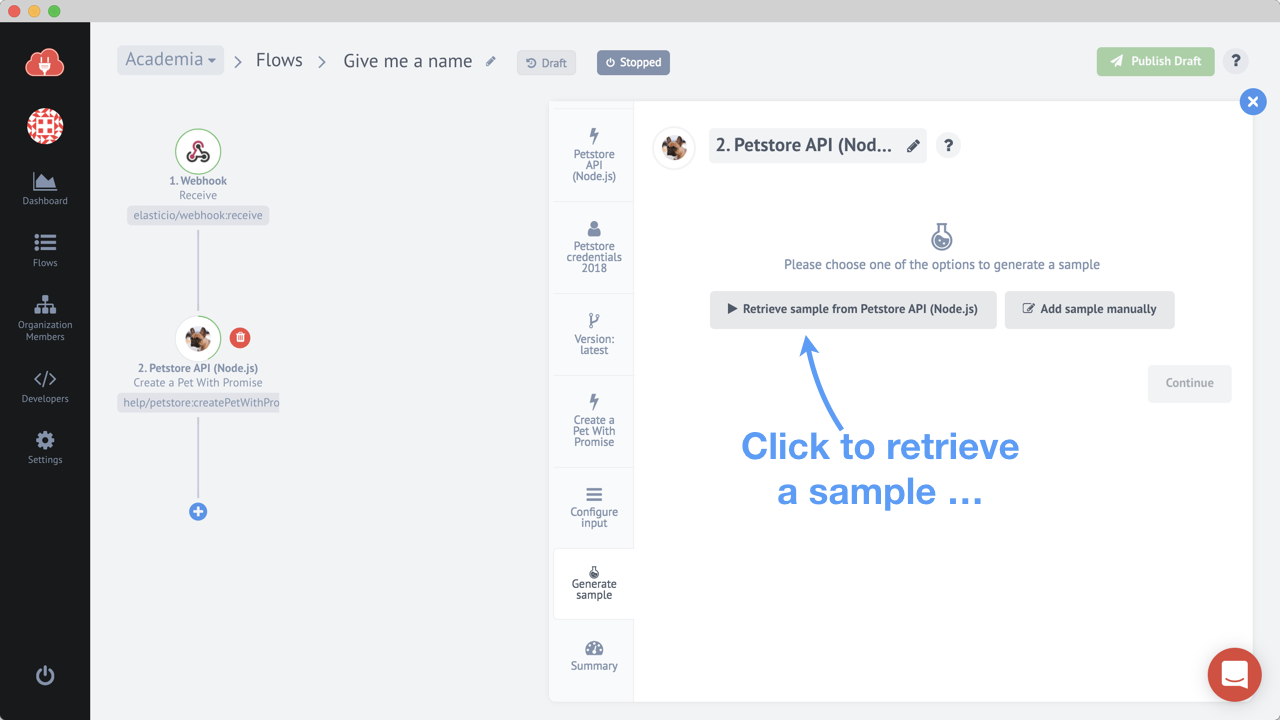 Academia
Flows
Give me a name
Draft
Stopped
Publish Draft
?
Dashboard
Flows
Organization
Members
Developers
Settings
1. Webhook
Receive
elasticio/webhook:receive
2. Petstore API (Node.js)
Create a Pet With Promise
help/petstore:createPetWithPro
Petstore
API
(Node.js)
Petstore
credentials
2018
Version:
latest
Create a
Pet With
Promise
Configure
input
Generate
sample
Summary
2. Petstore API (Nod...
?
Please choose one of the options to generate a sample
Retrieve sample from Petstore API (Node.js)
Add sample manually
Continue
Click to retrieve
a sample ...